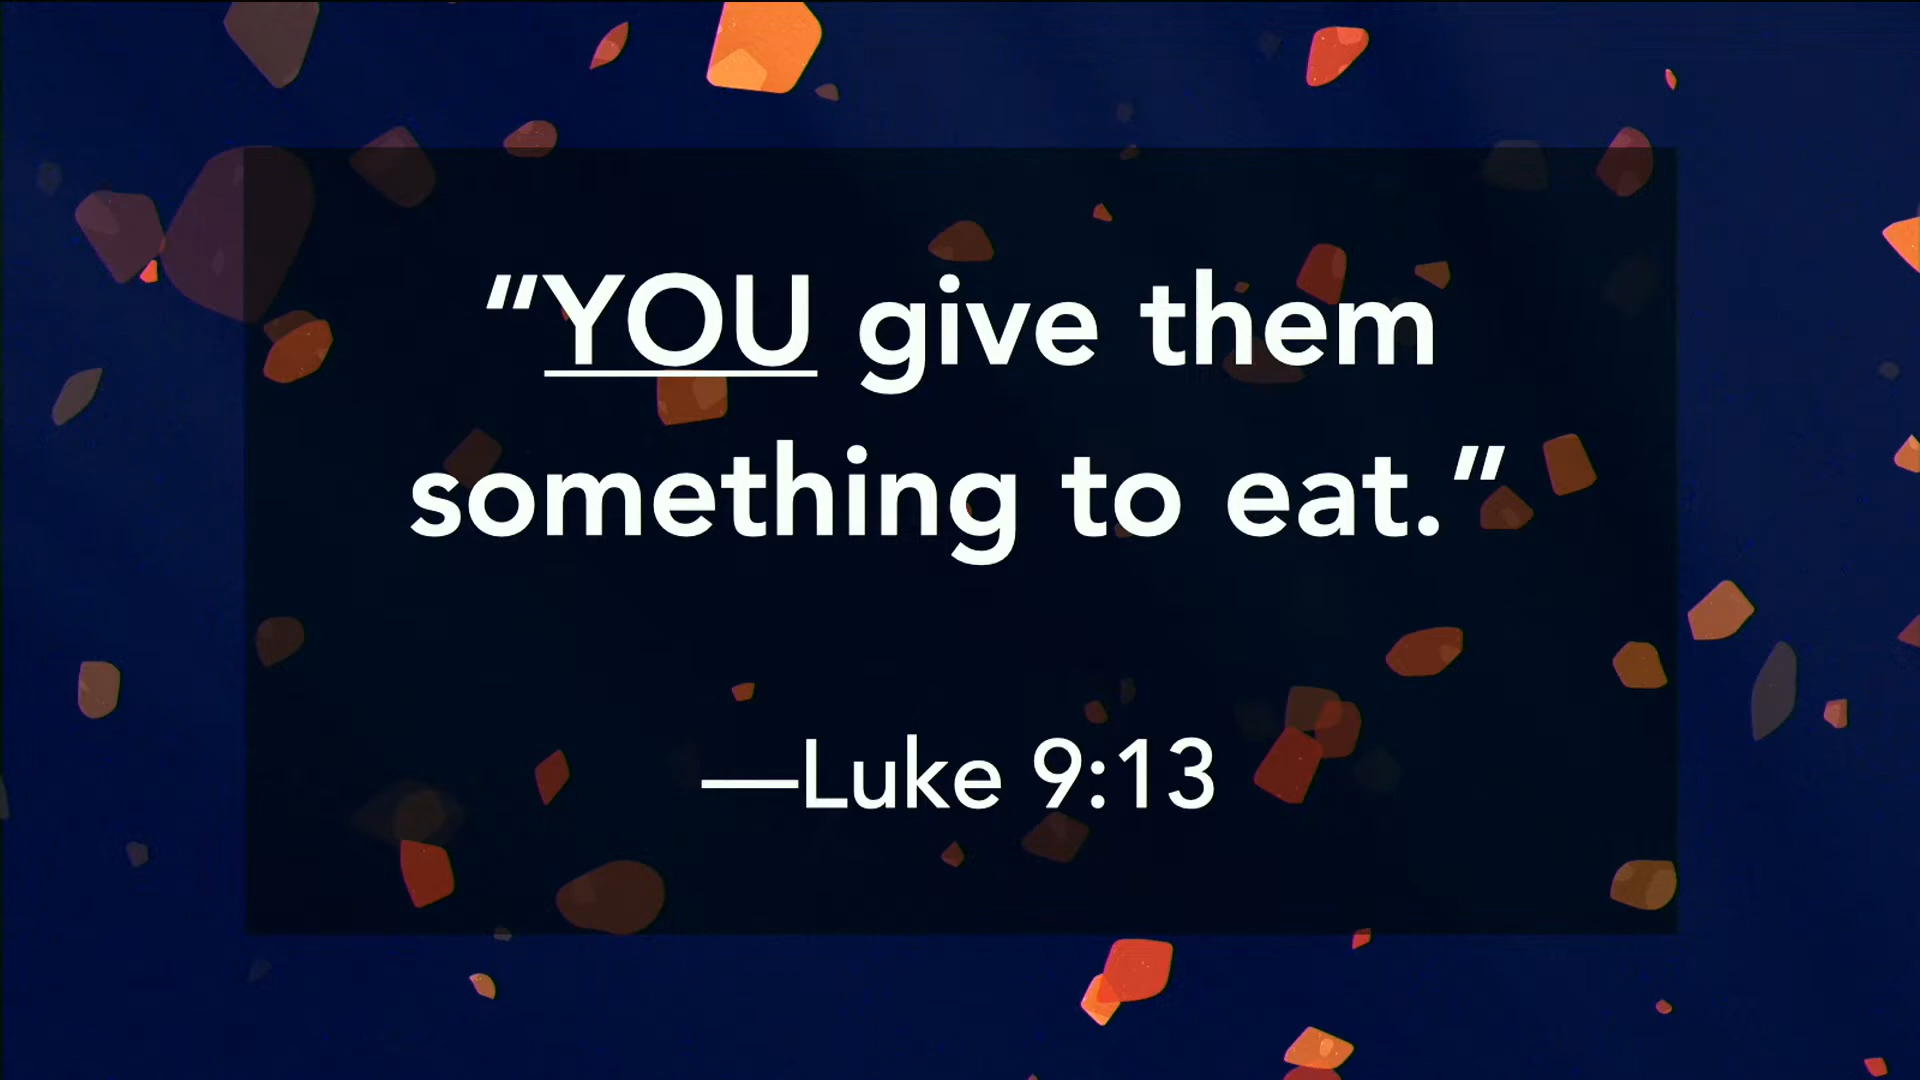 “YOU give them
something to eat.”
—Luke 9:13